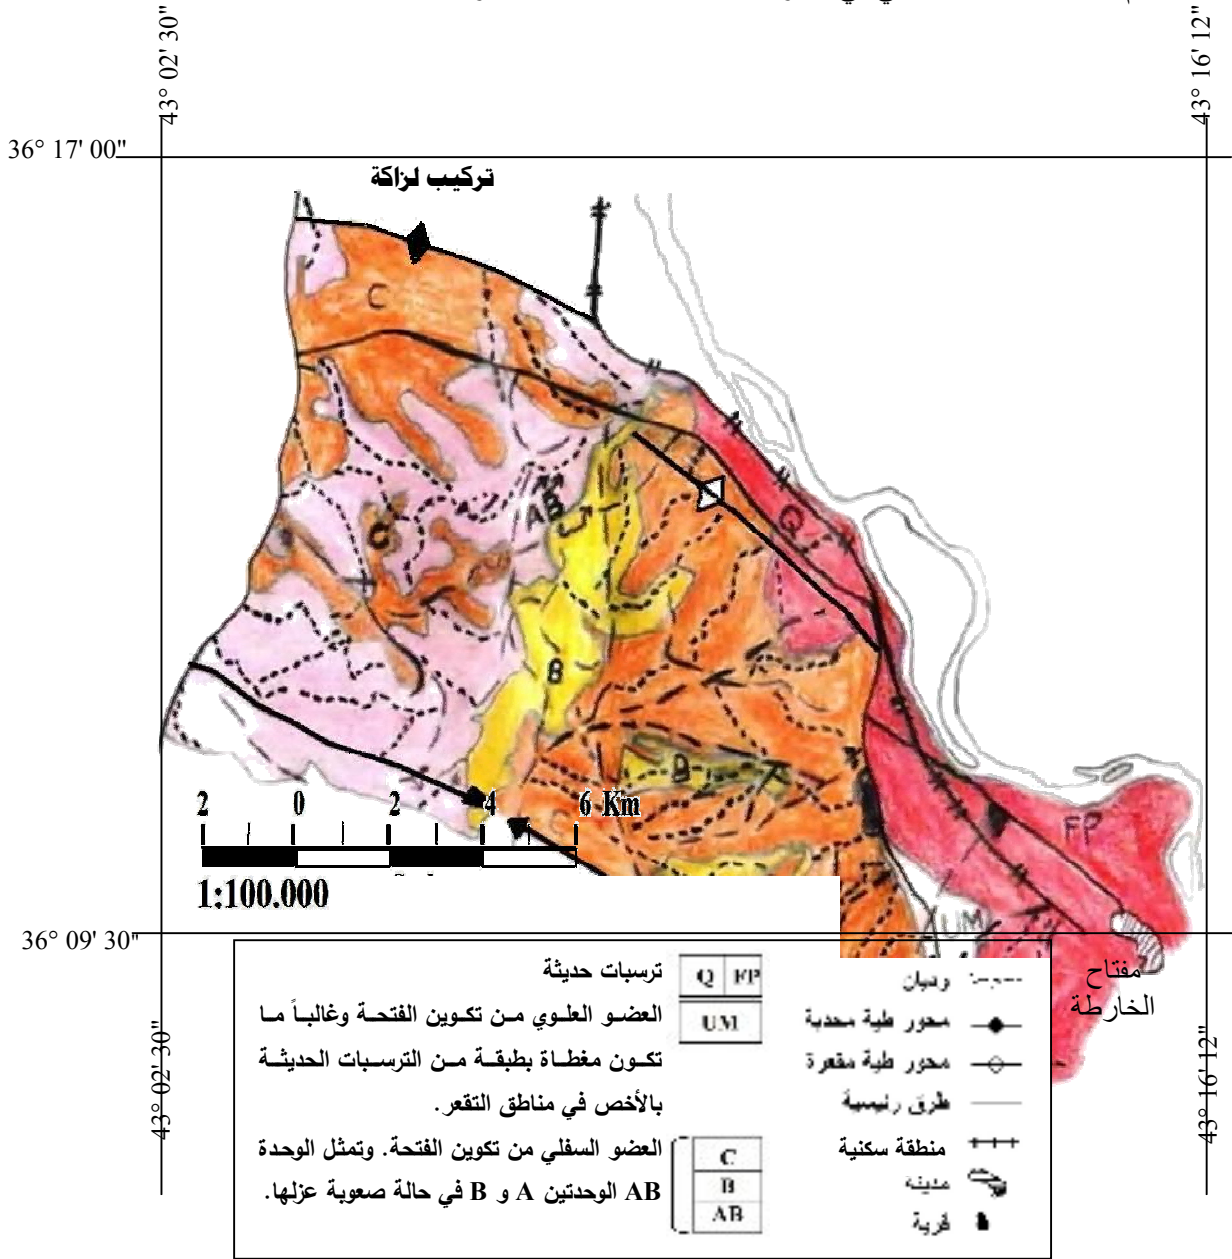 43° 02' 30"
43° 16' 12"
36° 17' 00"
تركيب لزاكة
C
Q
C
AB
B
B
2 0 2 4 6 Km
C
FP
1:100.000
UM
36° 09' 30"
43° 02' 30"
43° 16' 12"
مفتاح
الخارطة
وديان
محور طية محدبة
محور طية مقعرة
طرق رئيسية
منطقة سكنية
مدينة
قرية
Q FP
ترسبات حديثة
UM
العضو العلوي من تكوين الفتحة وغالباً ما
تكون مغطاة بطبقة من الترسبات الحديثة
بالأخص في مناطق التقعر.
C
B
AB
العضو السفلي من تكوين الفتحة. وتمثل الوحدة
AB الوحدتين A و B في حالة صعوبة عزلها.